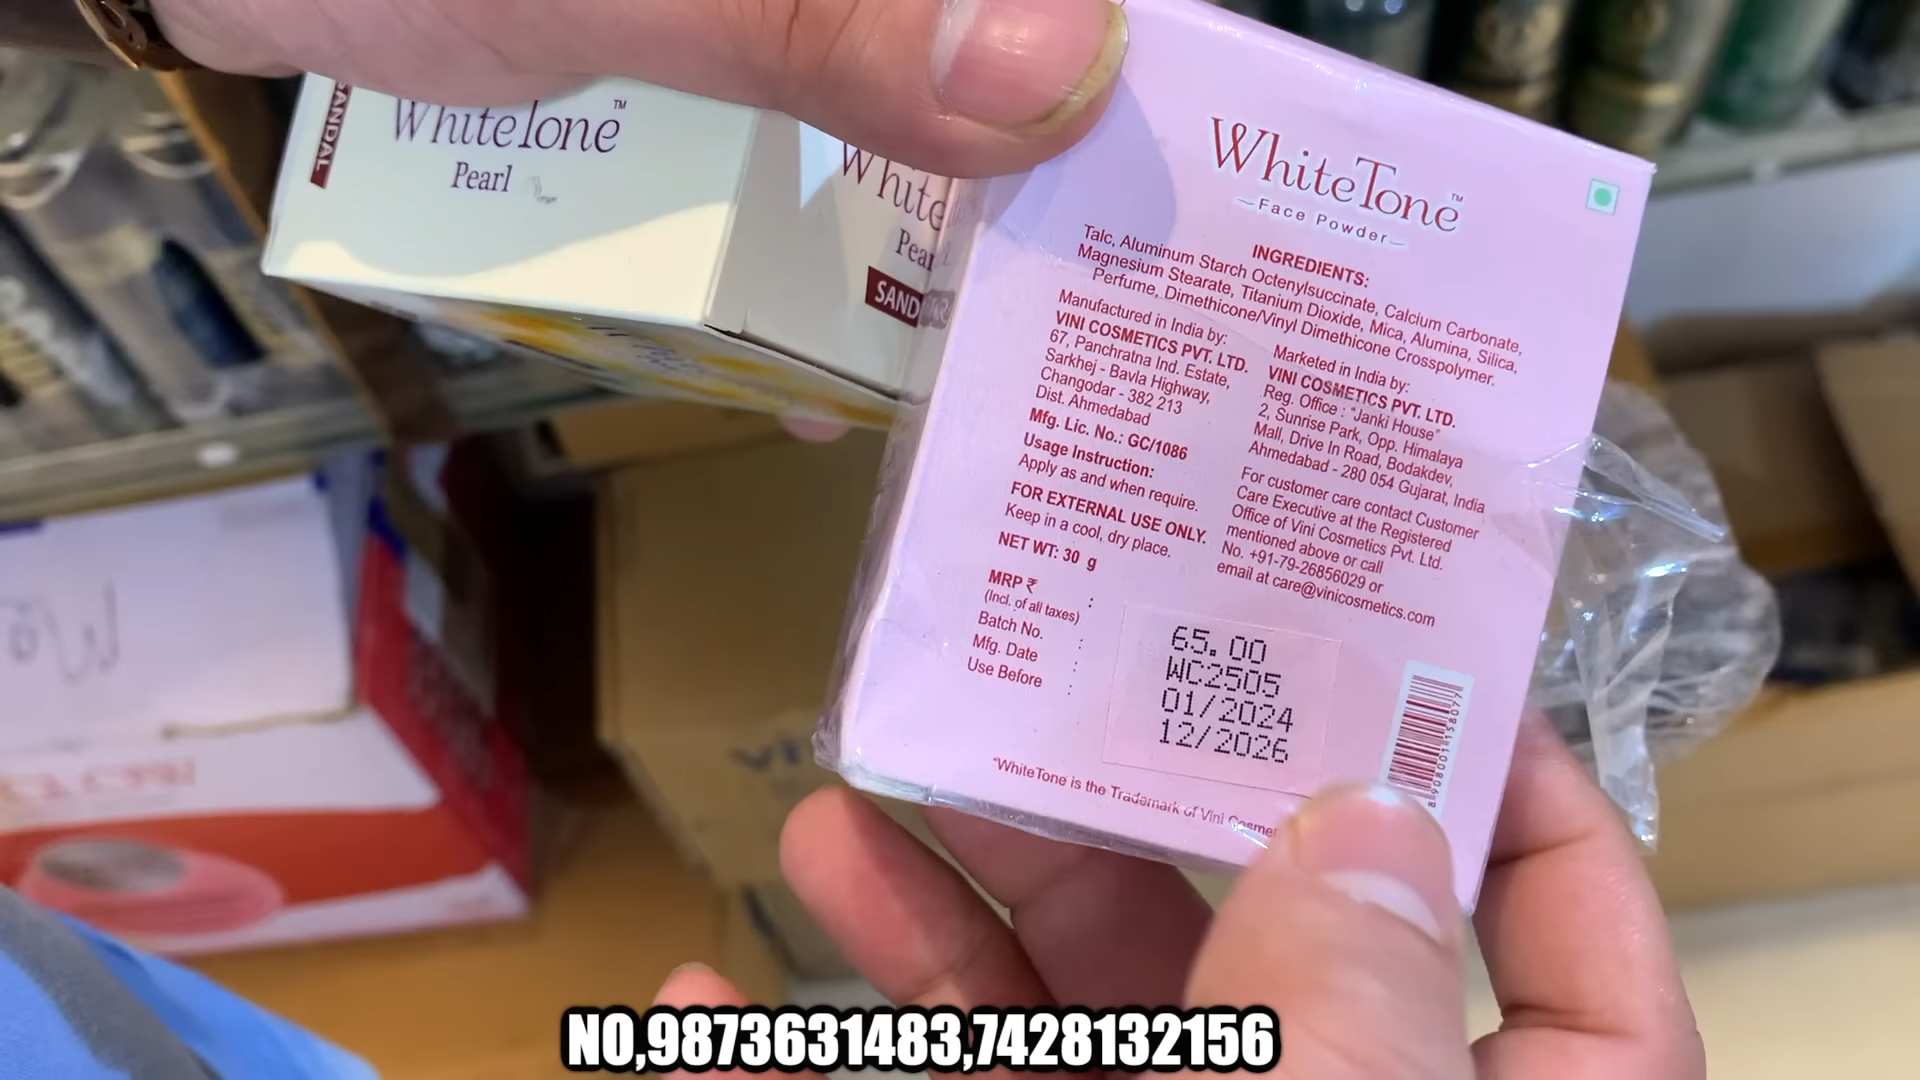 SANDAL
WhiteTone™
Pearl
White
Pear
SAND
WhiteTone™
Face Powder
INGREDIENTS:
Talc, Aluminum Starch Octenylsuccinate, Calcium Carbonate,
Magnesium Stearate, Titanium Dioxide, Mica, Alumina, Silica,
Perfume, Dimethicone/Vinyl Dimethicone Crosspolymer.
Manufactured in India by:
VINI COSMETICS PVT. LTD.
67, Panchratna Ind. Estate,
Sarkhej - Bavla Highway,
Changodar - 382 213
Dist. Ahmedabad
Mfg. Lic. No.: GC/1086
Usage Instruction:
Apply as and when require.
FOR EXTERNAL USE ONLY.
Keep in a cool, dry place.
NET WT: 30 g
Marketed in India by:
VINI COSMETICS PVT. LTD.
Reg. Office : "Janki House"
2, Sunrise Park, Opp. Himalaya
Mall, Drive In Road, Bodakdev,
Ahmedabad - 280 054 Gujarat, India
For customer care contact Customer
Care Executive at the Registered
Office of Vini Cosmetics Pvt. Ltd.
mentioned above or call
No. +91-79-26856029 or
email at care@vinicosmetics.com
MRP ₹ :
(Incl. of all taxes)
Batch No. :
Mfg. Date :
Use Before :
65.00
WC2505
01/2024
12/2026
8908001158077
"WhiteTone is the Trademark of Vini Cosmet
NO,9873631483,7428132156